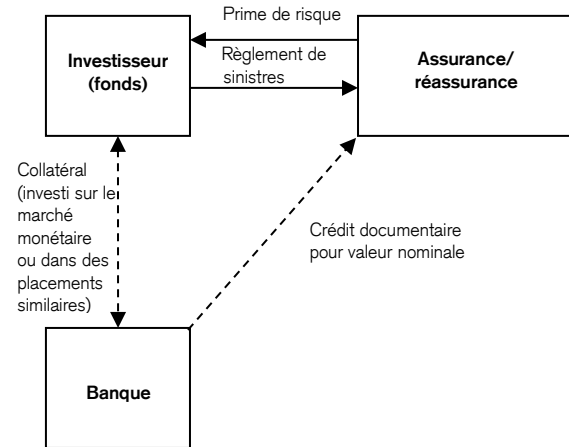 Prime de risque
Investisseur
(fonds)
Règlement de
sinistres
Assurance/
réassurance
Collatéral
(investi sur le
marché
monétaire
ou dans des
placements
similaires)
Crédit documentaire
pour valeur nominale
Banque